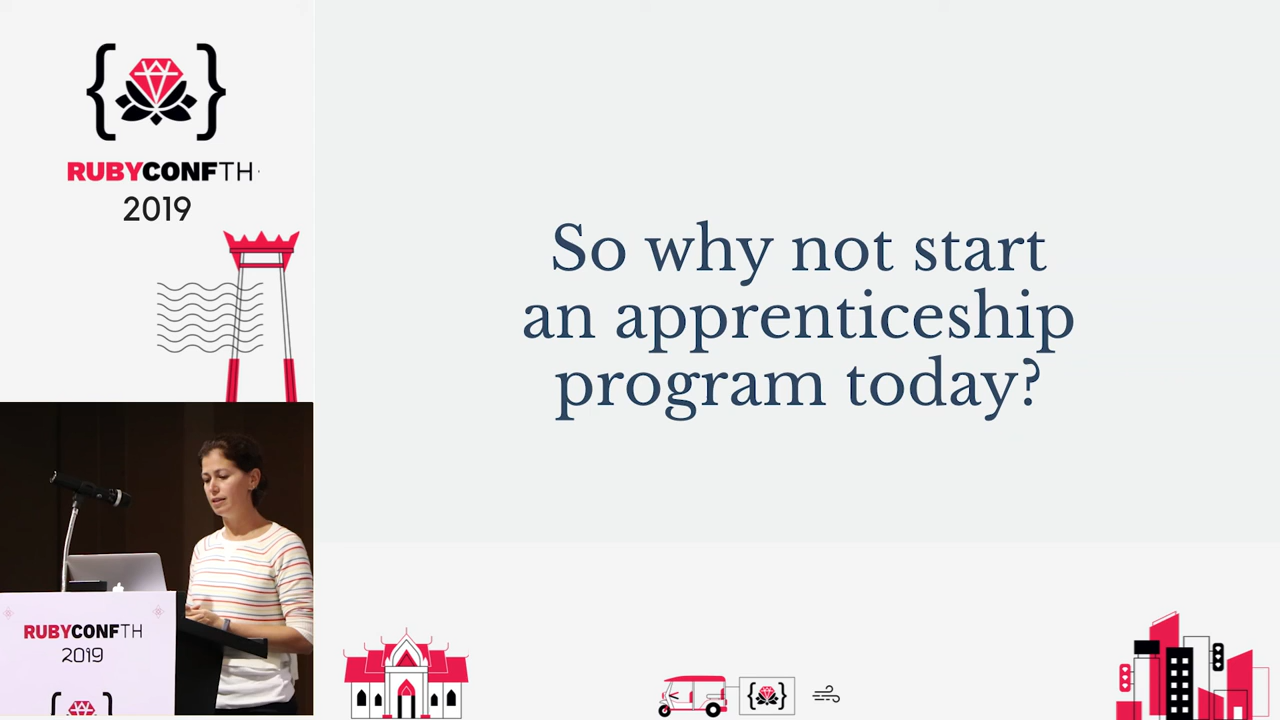 RUBYCONFTH
2019
So why not start
an apprenticeship
program today?
RUBYCONFTH
2019